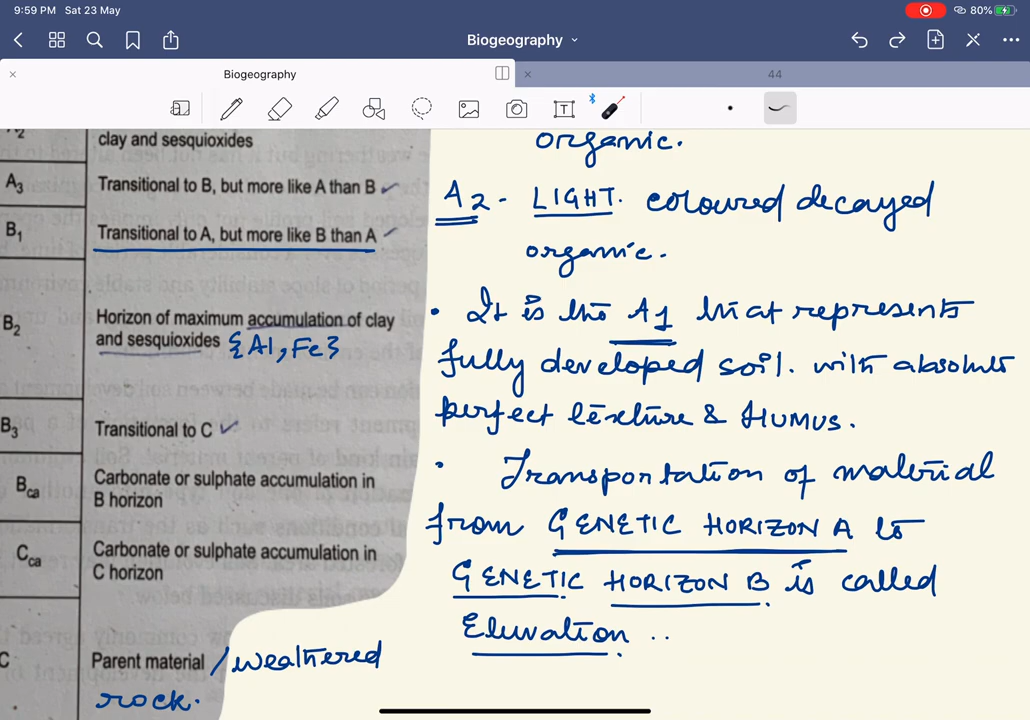 9:59 PM Sat 23 May
80%
Biogeography
Biogeography
44
T
clay and sesquioxides
A3 Transitional to B, but more like A than B
B1 Transitional to A, but more like B than A
B2 Horizon of maximum accumulation of clay
and sesquioxides {Al, Fe}
B3 Transitional to C
Bca Carbonate or sulphate accumulation in
B horizon
Cca Carbonate or sulphate accumulation in
C horizon
C Parent material / weathered
rock.
organic.
A2 - LIGHT. coloured decayed
organic.
• It is the A1 that represents
fully developed soil. with absolute
perfect texture & HUMUS.
• Transportation of material
from GENETIC HORIZON A to
GENETIC HORIZON B is called
Eluvation ..